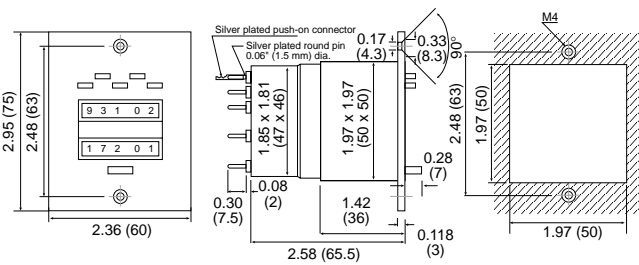 2.95 (75)
2.48 (63)
9 3 1 0 2
1 7 2 0 1
2.36 (60)
Silver plated push-on connector
Silver plated round pin
0.06" (1.5 mm) dia.
0.17
(4.3)
0.33
(8.3)
90°
1.85 x 1.81
(47 x 46)
1.97 x 1.97
(50 x 50)
0.28
(7)
0.30
(7.5)
0.08
(2)
1.42
(36)
0.118
(3)
2.58 (65.5)
M4
2.48 (63)
1.97 (50)
1.97 (50)